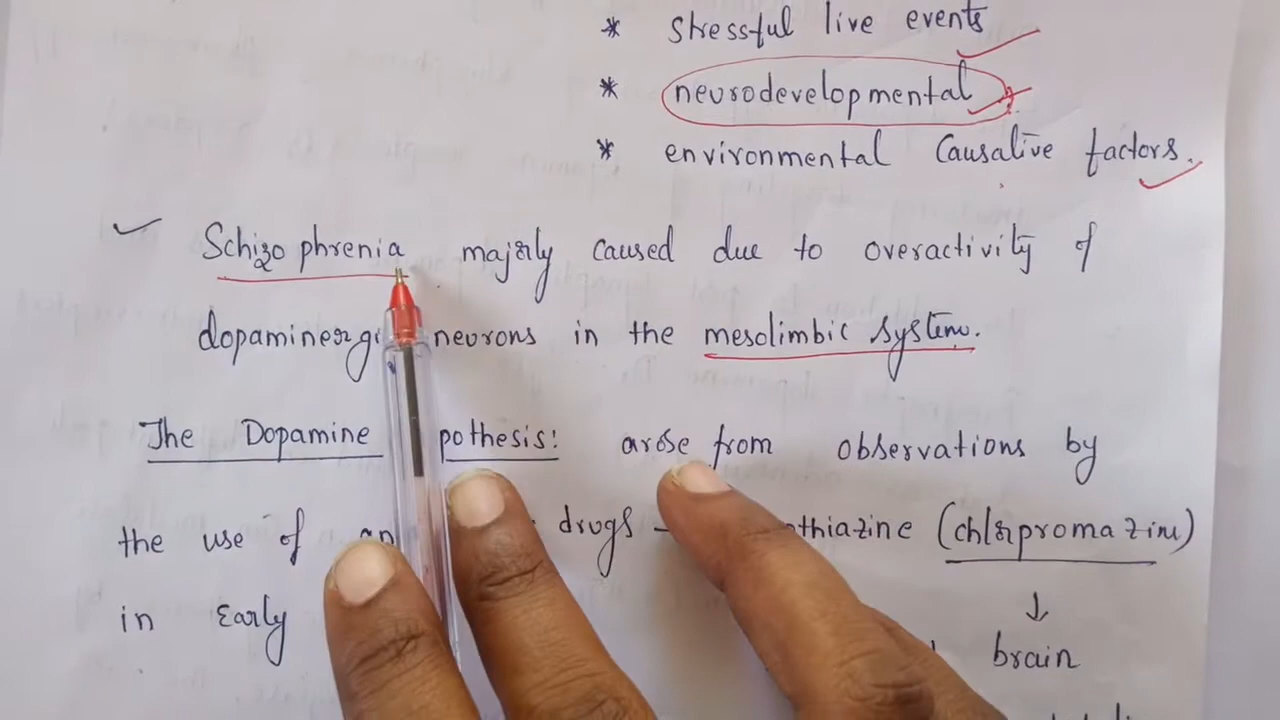 * stressful live events
* neurodevelopmental
* environmental Causative factors.
Schizophrenia majorly caused due to overactivity of
neurons in the mesolimbic system.
The Dopamine pothesis: arose from observations by
the use of drugs - thiazine (chlorpromazine)
in Early
↓
brain